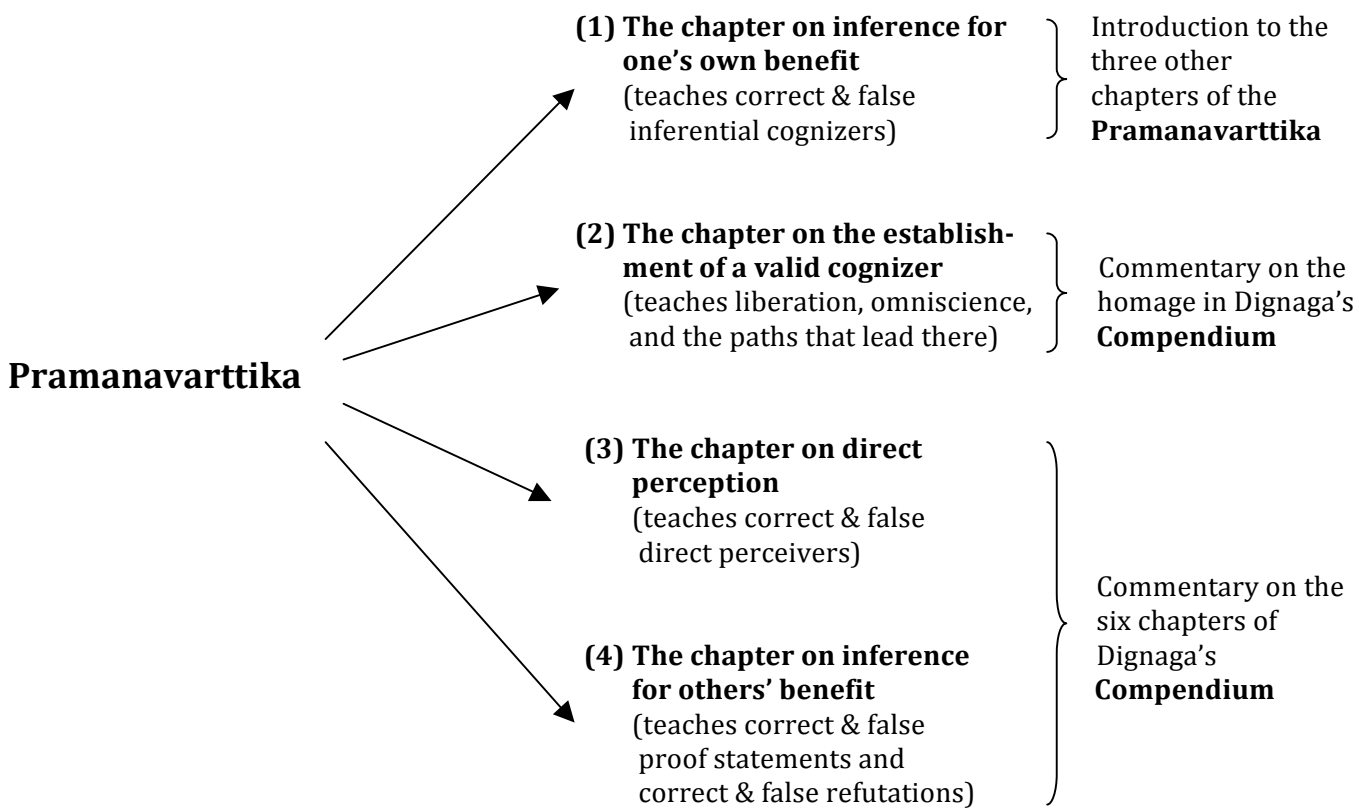 (1) The chapter on inference for
one’s own benefit
(teaches correct & false
inferential cognizers)
Introduction to the
three other
chapters of the
Pramanavarttika
(2) The chapter on the establish-
ment of a valid cognizer
(teaches liberation, omniscience,
and the paths that lead there)
Commentary on the
homage in Dignaga’s
Compendium
Pramanavarttika
(3) The chapter on direct
perception
(teaches correct & false
direct perceivers)
(4) The chapter on inference
for others’ benefit
(teaches correct & false
proof statements and
correct & false refutations)
Commentary on the
six chapters of
Dignaga’s
Compendium